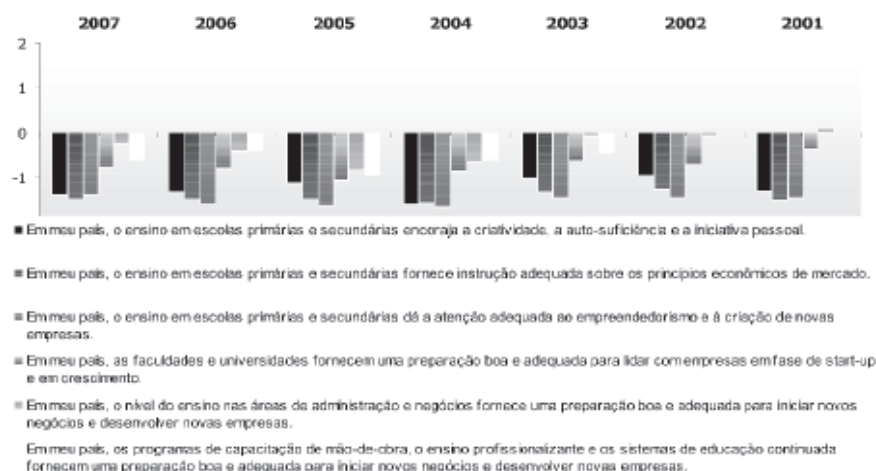 2007 2006 2005 2004 2003 2002 2001
2
1
0
-1
Em meu país, o ensino em escolas primárias e secundárias encoraja a criatividade, a auto-suficiência e a iniciativa pessoal.
Em meu país, o ensino em escolas primárias e secundárias fornece instrução adequada sobre os princípios econômicos de mercado.
Em meu país, o ensino em escolas primárias e secundárias dá a atenção adequada ao empreendedorismo e à criação de novas
empresas.
Em meu país, as faculdades e universidades fornecem uma preparação boa e adequada para lidar com empresas em fase de start-up
e em crescimento.
Em meu país, o nível do ensino nas áreas de administração e negócios fornece uma preparação boa e adequada para iniciar novos
negócios e desenvolver novas empresas.
Em meu país, os programas de capacitação de mão-de-obra, o ensino profissionalizante e os sistemas de educação continuada
fornecem uma preparação boa e adequada para iniciar novos negócios e desenvolver novas empresas.